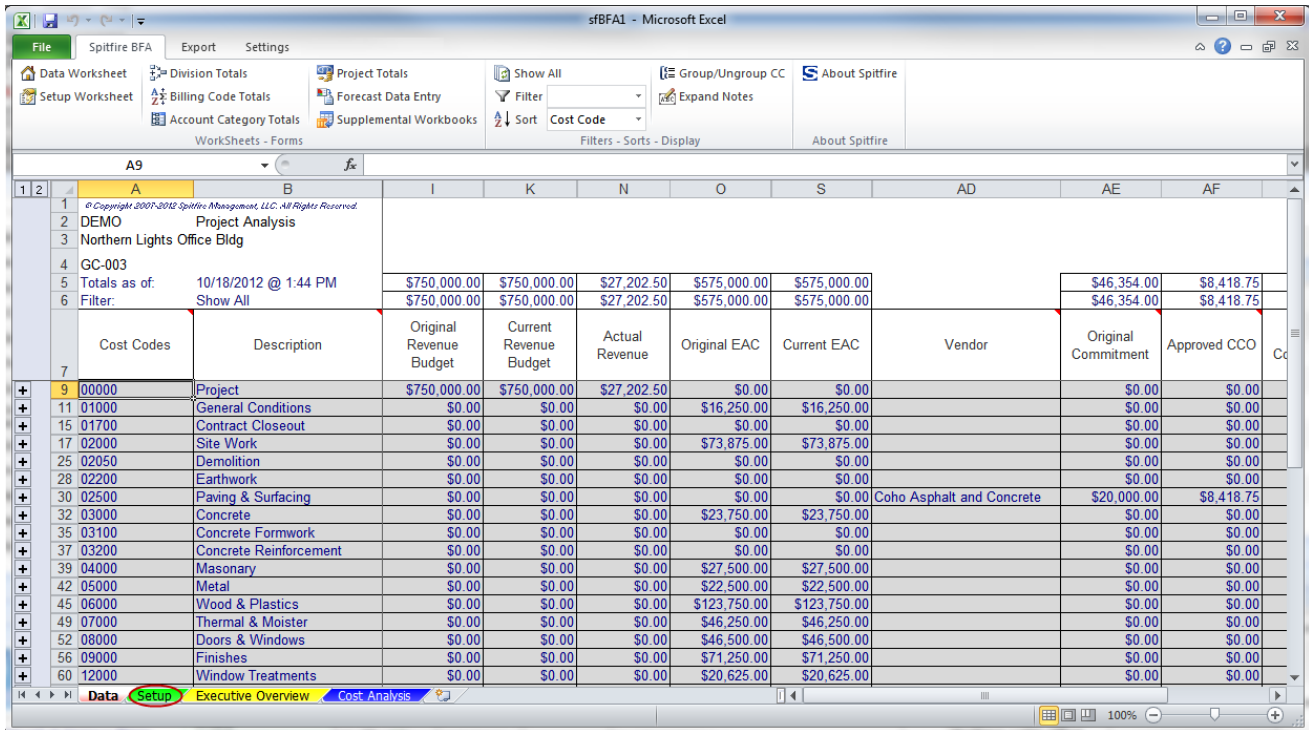 sfBFA1 - Microsoft Excel
File Spitfire BFA Export Settings
Data Worksheet Division Totals Project Totals Show All Group/Ungroup CC About Spitfire
Setup Worksheet Billing Code Totals Forecast Data Entry Filter Expand Notes
Account Category Totals Supplemental Workbooks Sort Cost Code
WorkSheets - Forms Filters - Sorts - Display About Spitfire
A9 fx
1 2 A B I K N O S AD AE AF
1 © Copyright 2007-2012 Spitfire Management, LLC. All Rights Reserved.
2 DEMO Project Analysis
3 Northern Lights Office Bldg
4 GC-003
5 Totals as of: 10/18/2012 @ 1:44 PM $750,000.00 $750,000.00 $27,202.50 $575,000.00 $575,000.00 $46,354.00 $8,418.75
6 Filter: Show All $750,000.00 $750,000.00 $27,202.50 $575,000.00 $575,000.00 $46,354.00 $8,418.75
7 Cost Codes Description Original Revenue Budget Current Revenue Budget Actual Revenue Original EAC Current EAC Vendor Original Commitment Approved CCO
9 00000 Project $750,000.00 $750,000.00 $27,202.50 $0.00 $0.00 $0.00 $0.00
11 01000 General Conditions $0.00 $0.00 $0.00 $16,250.00 $16,250.00 $0.00 $0.00
15 01700 Contract Closeout $0.00 $0.00 $0.00 $0.00 $0.00 $0.00 $0.00
17 02000 Site Work $0.00 $0.00 $0.00 $73,875.00 $73,875.00 $0.00 $0.00
25 02050 Demolition $0.00 $0.00 $0.00 $0.00 $0.00 $0.00 $0.00
28 02200 Earthwork $0.00 $0.00 $0.00 $0.00 $0.00 $0.00 $0.00
30 02500 Paving & Surfacing $0.00 $0.00 $0.00 $0.00 $0.00 Coho Asphalt and Concrete $20,000.00 $8,418.75
32 03000 Concrete $0.00 $0.00 $0.00 $23,750.00 $23,750.00 $0.00 $0.00
35 03100 Concrete Formwork $0.00 $0.00 $0.00 $0.00 $0.00 $0.00 $0.00
37 03200 Concrete Reinforcement $0.00 $0.00 $0.00 $0.00 $0.00 $0.00 $0.00
39 04000 Masonary $0.00 $0.00 $0.00 $27,500.00 $27,500.00 $0.00 $0.00
42 05000 Metal $0.00 $0.00 $0.00 $22,500.00 $22,500.00 $0.00 $0.00
45 06000 Wood & Plastics $0.00 $0.00 $0.00 $123,750.00 $123,750.00 $0.00 $0.00
49 07000 Thermal & Moister $0.00 $0.00 $0.00 $46,250.00 $46,250.00 $0.00 $0.00
52 08000 Doors & Windows $0.00 $0.00 $0.00 $46,500.00 $46,500.00 $0.00 $0.00
56 09000 Finishes $0.00 $0.00 $0.00 $71,250.00 $71,250.00 $0.00 $0.00
60 12000 Window Treatments $0.00 $0.00 $0.00 $20,625.00 $20,625.00 $0.00 $0.00
Data Setup Executive Overview Cost Analysis
100%